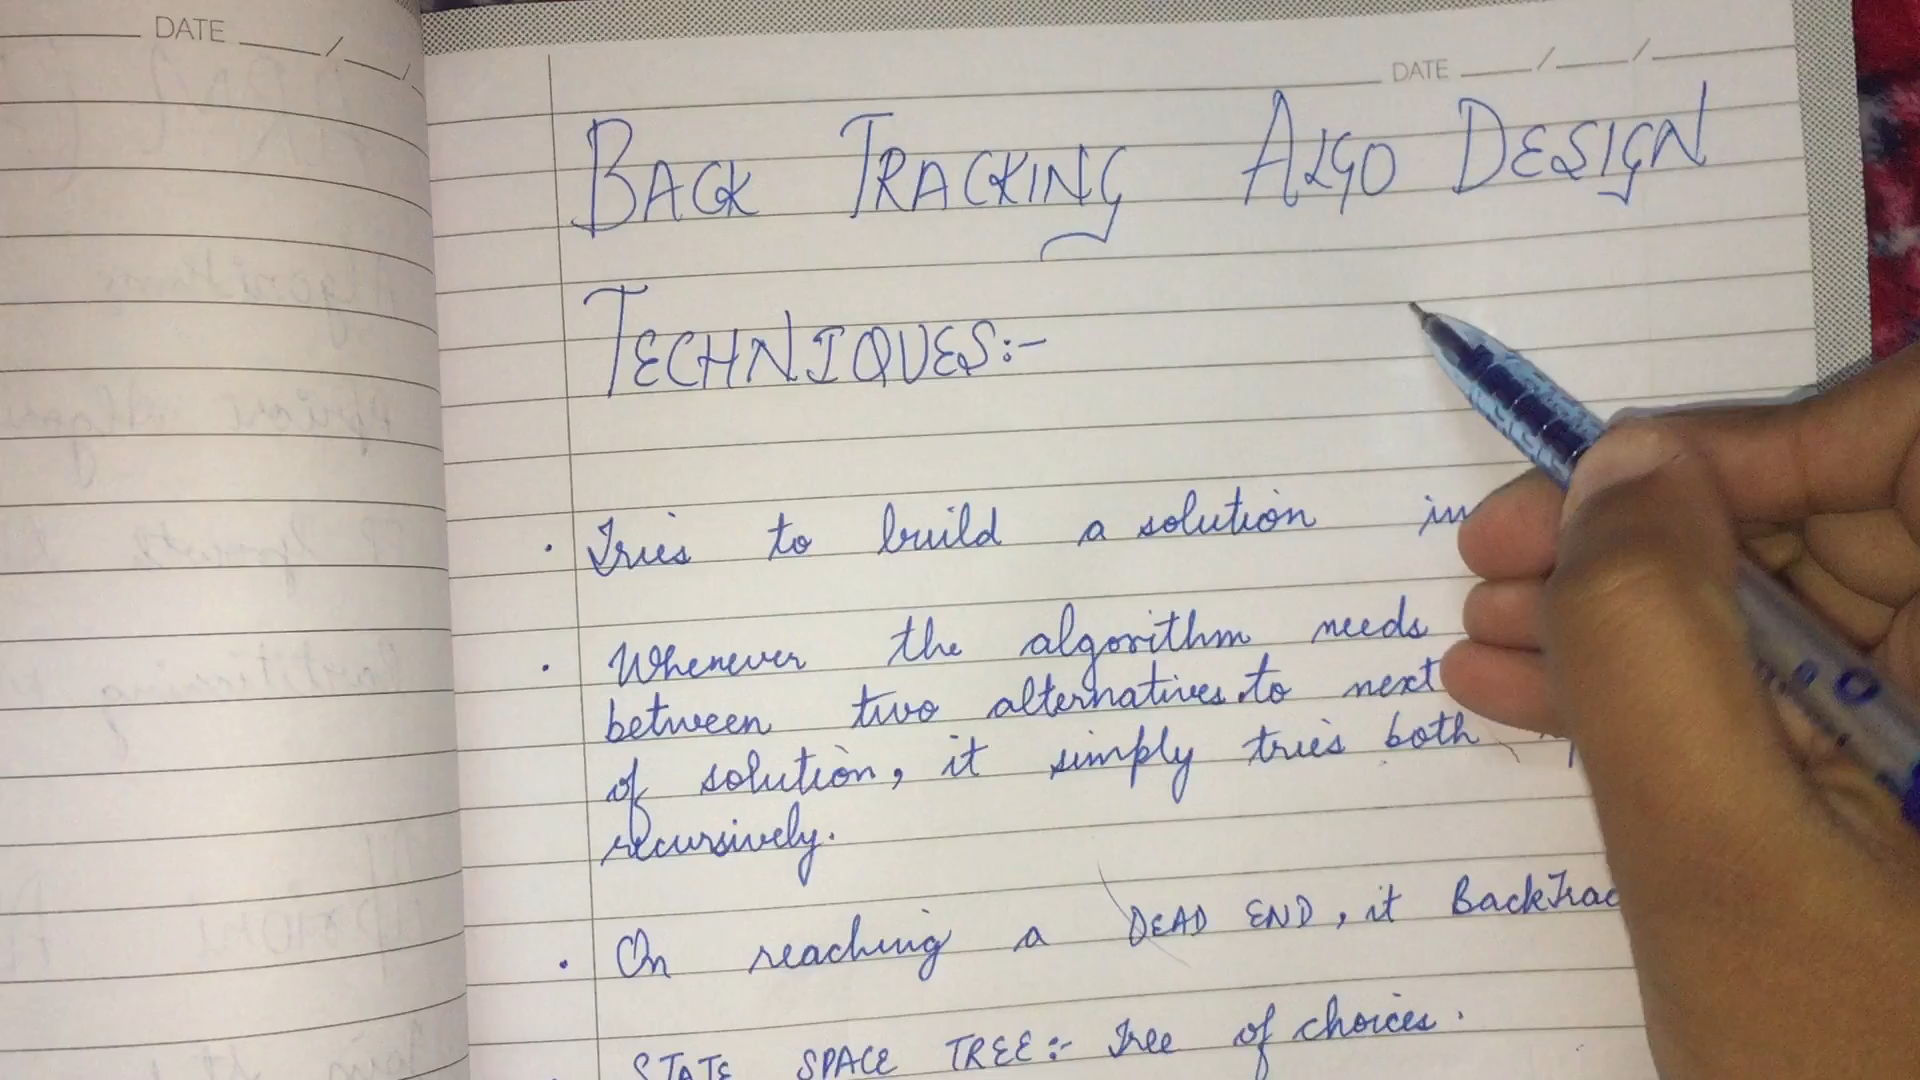 DATE
DATE
BACK TRACKING ALGO DESIGN
TECHNIQUES:-
. Tries to build a solution in
. Whenever the algorithm needs
between two alternatives to next
of solution, it simply tries both
recursively.
. On reaching a DEAD END, it BackTrac
. STATE SPACE TREE:- Tree of choices.